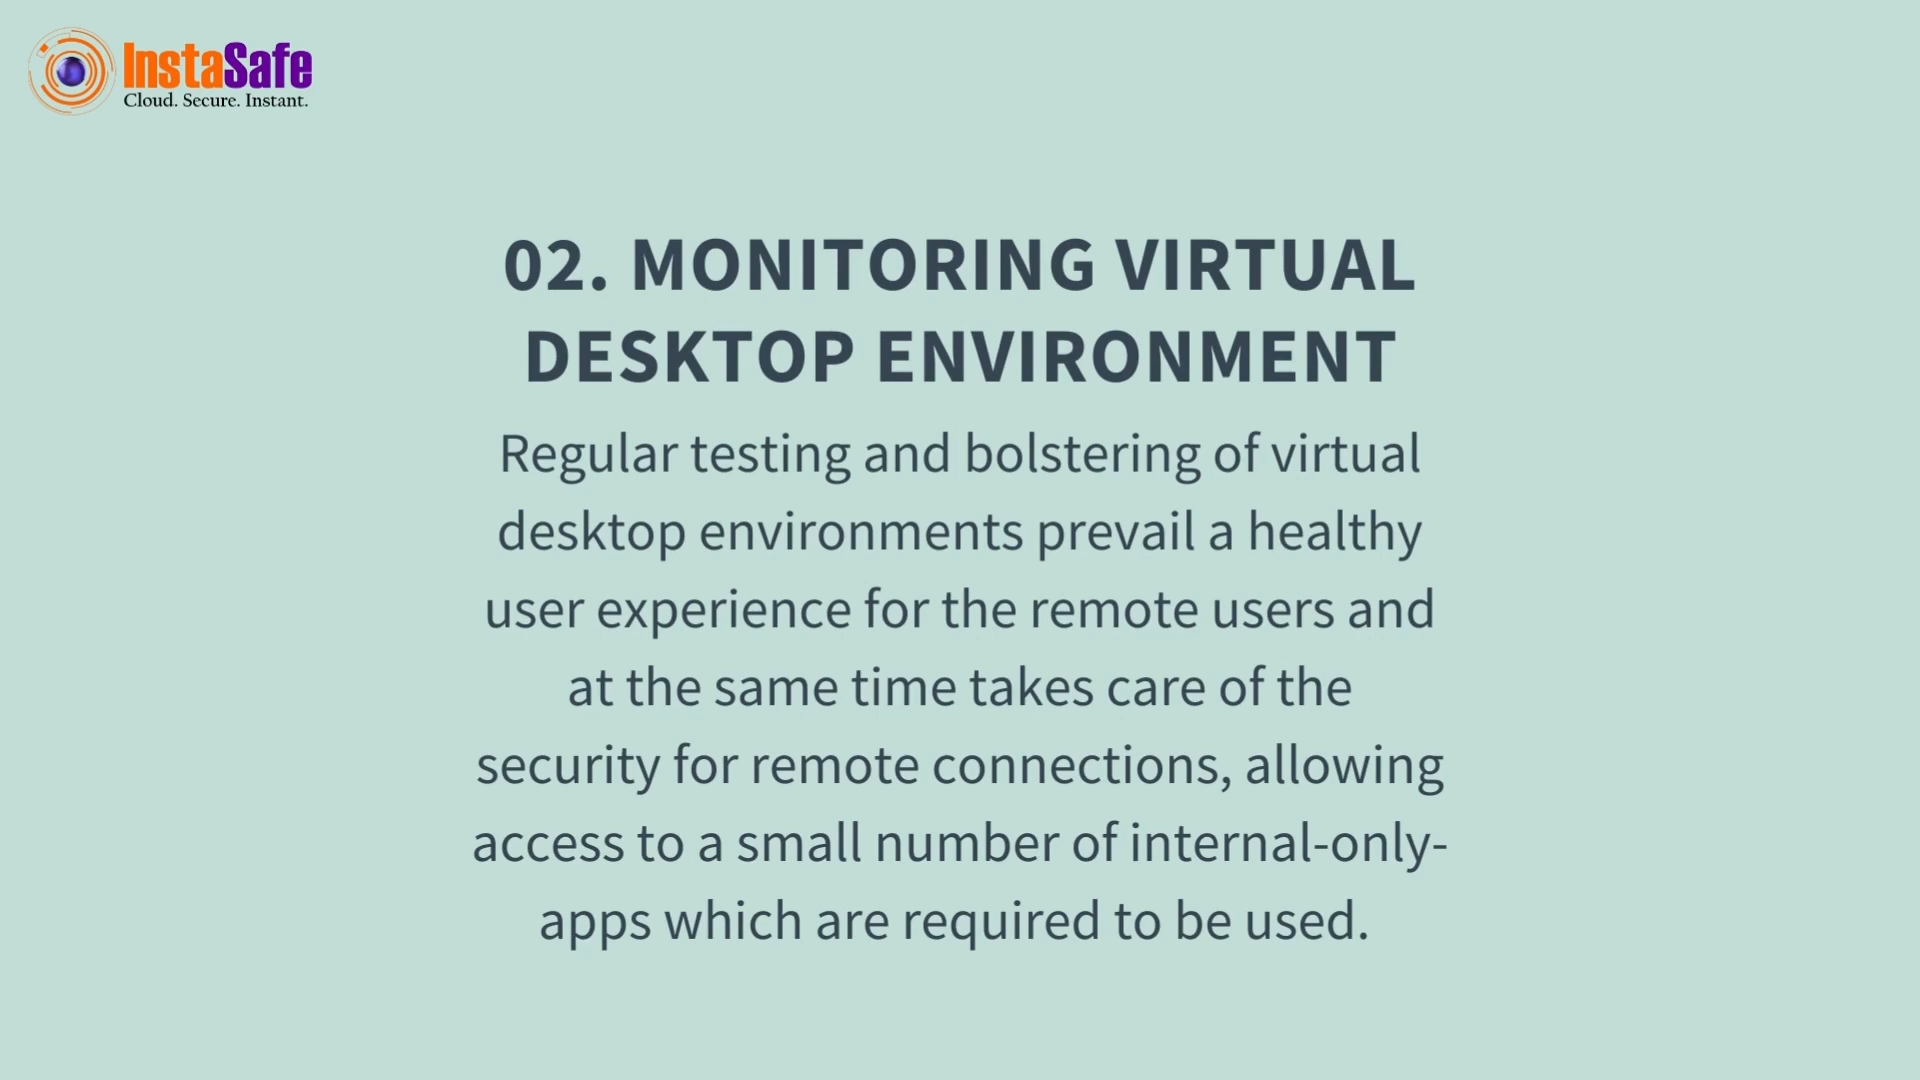 InstaSafe
Cloud. Secure. Instant.
02. MONITORING VIRTUAL
DESKTOP ENVIRONMENT
Regular testing and bolstering of virtual
desktop environments prevail a healthy
user experience for the remote users and
at the same time takes care of the
security for remote connections, allowing
access to a small number of internal-only-
apps which are required to be used.